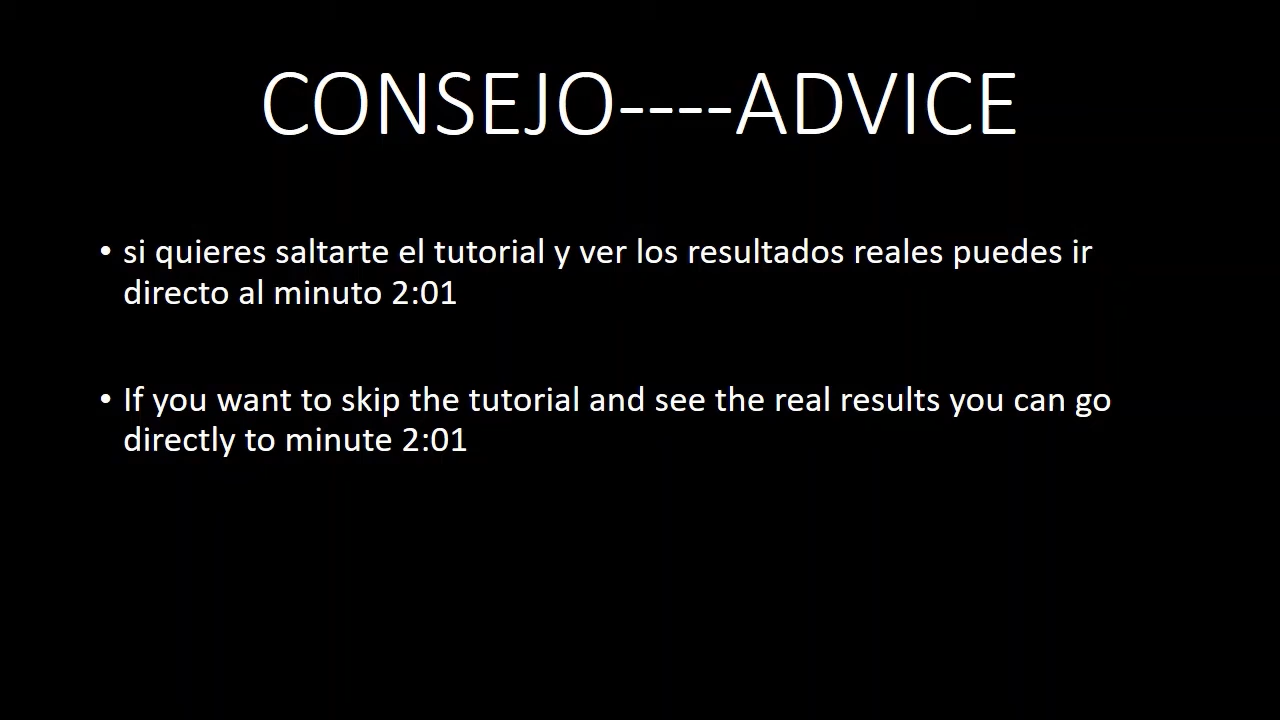 CONSEJO----ADVICE
• si quieres saltarte el tutorial y ver los resultados reales puedes ir
directo al minuto 2:01
• If you want to skip the tutorial and see the real results you can go
directly to minute 2:01